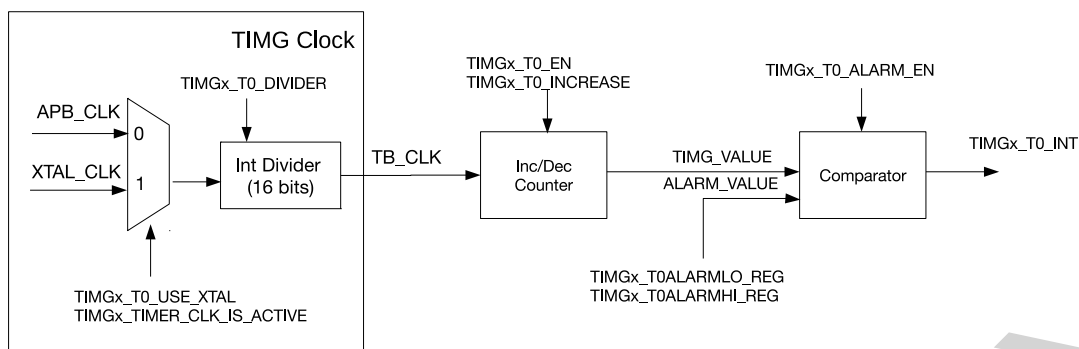 TIMG Clock
TIMGx_T0_DIVIDER
APB_CLK
0
XTAL_CLK
1
Int Divider
(16 bits)
TIMGx_T0_USE_XTAL
TIMGx_TIMER_CLK_IS_ACTIVE
TB_CLK
TIMGx_T0_EN
TIMGx_T0_INCREASE
Inc/Dec
Counter
TIMG_VALUE
ALARM_VALUE
TIMGx_T0ALARMLO_REG
TIMGx_T0ALARMHI_REG
TIMGx_T0_ALARM_EN
Comparator
TIMGx_T0_INT